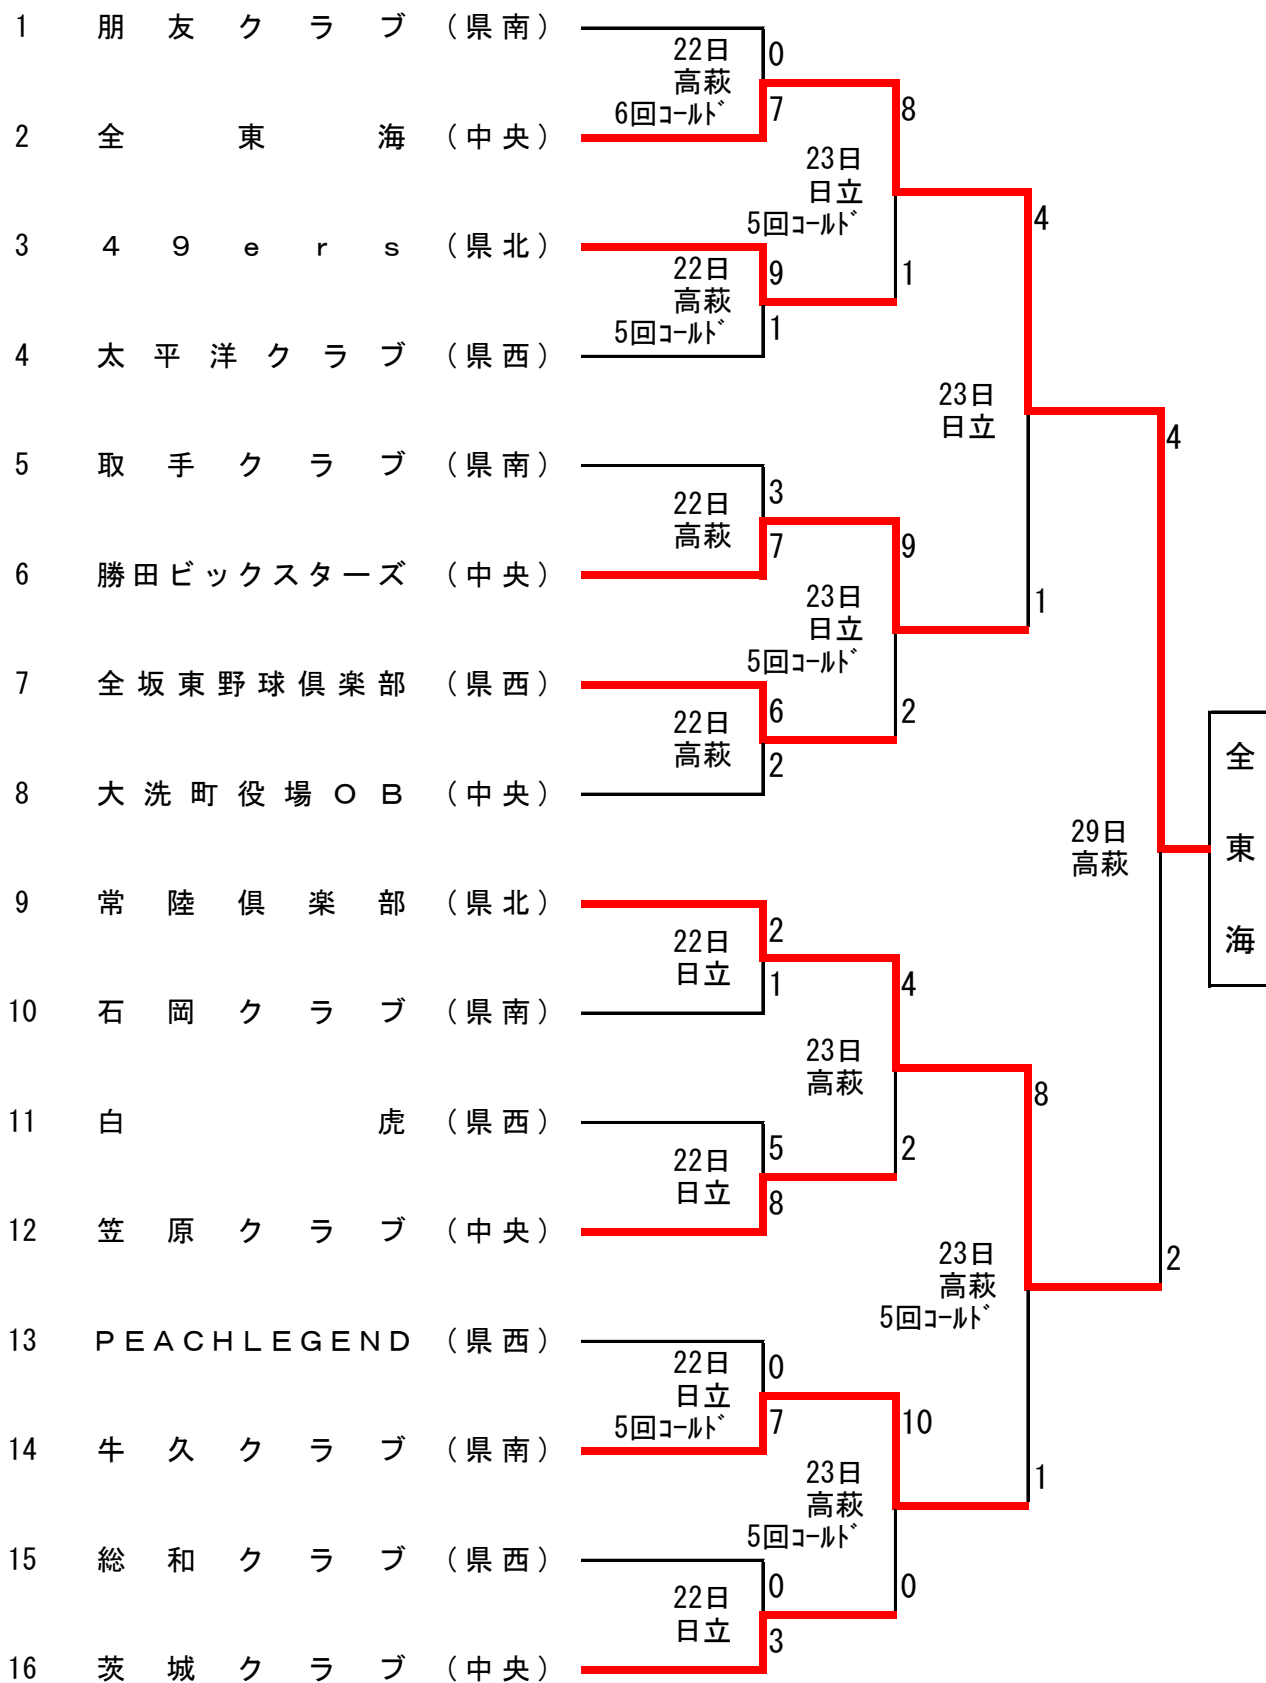 1 朋友クラブ (県南)
0
22日
高萩
6回ｺｰﾙﾄﾞ
7
8
2 全東海 (中央)
23日
日立
5回ｺｰﾙﾄﾞ
4
3 49ers (県北)
9
22日
高萩
5回ｺｰﾙﾄﾞ
1
1
4 太平洋クラブ (県西)
23日
日立
4
5 取手クラブ (県南)
3
22日
高萩
7
9
6 勝田ビックスターズ (中央)
23日
日立
5回ｺｰﾙﾄﾞ
1
7 全坂東野球倶楽部 (県西)
6
22日
高萩
2
2
8 大洗町役場OB (中央)
29日
高萩
全東海
9 常陸倶楽部 (県北)
2
22日
日立
1
4
10 石岡クラブ (県南)
23日
高萩
8
11 白虎 (県西)
5
22日
日立
8
2
12 笠原クラブ (中央)
23日
高萩
5回ｺｰﾙﾄﾞ
2
13 PEACHLEGEND (県西)
0
22日
日立
5回ｺｰﾙﾄﾞ
7
10
14 牛久クラブ (県南)
23日
高萩
5回ｺｰﾙﾄﾞ
1
15 総和クラブ (県西)
0
22日
日立
3
0
16 茨城クラブ (中央)